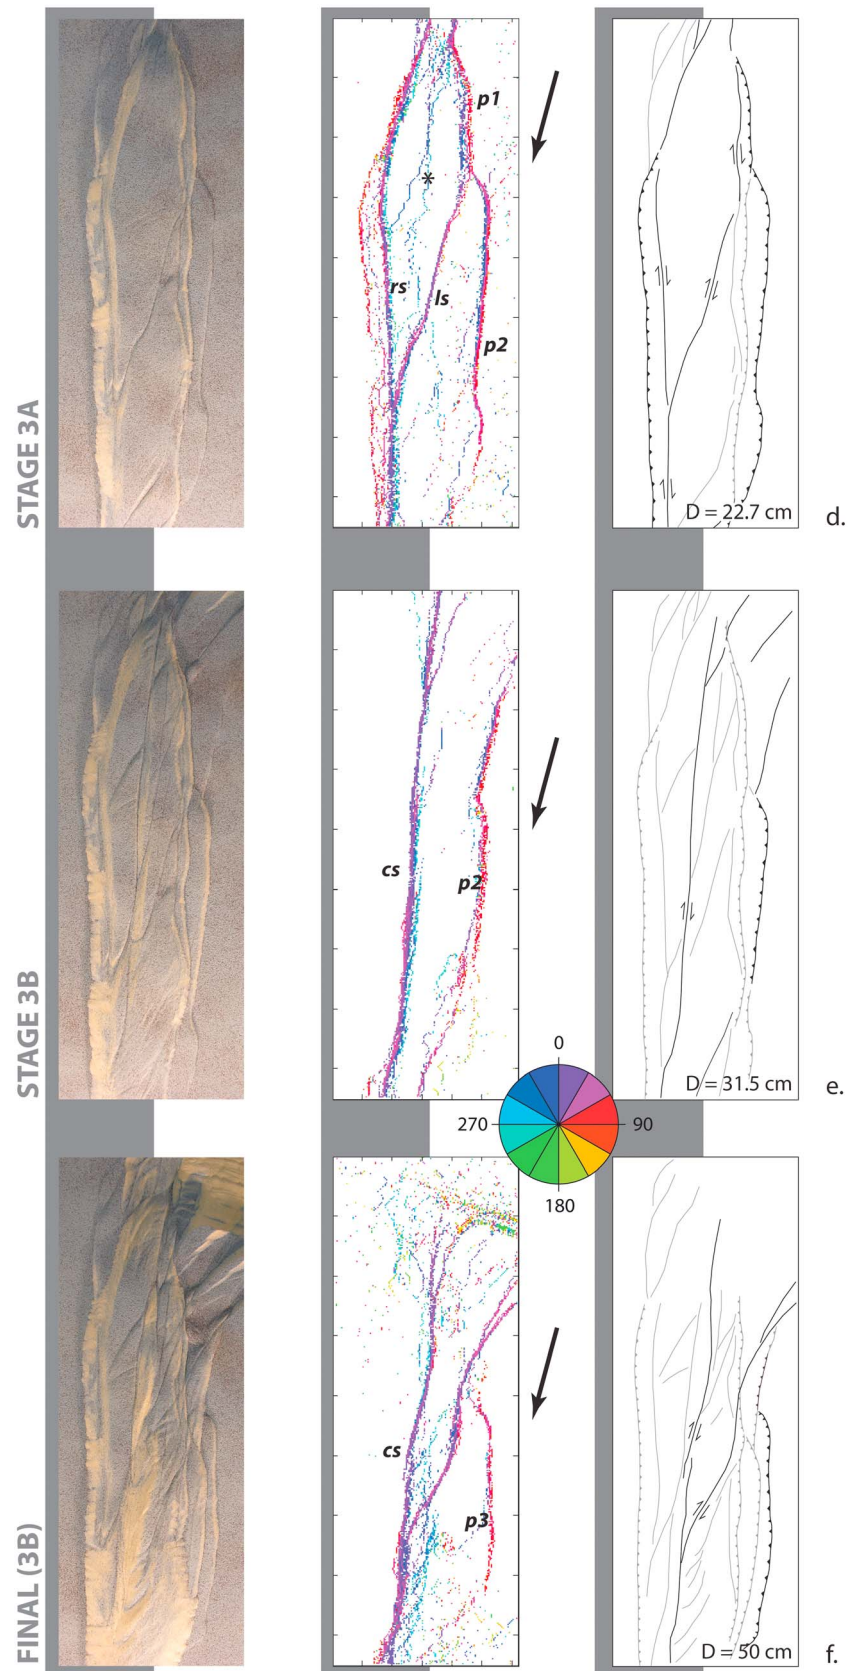 STAGE 3A
p1
*
rs
ls
p2
D = 22.7 cm
d.
STAGE 3B
cs
p2
D = 31.5 cm
e.
0
270
90
180
FINAL (3B)
cs
p3
D = 50 cm
f.